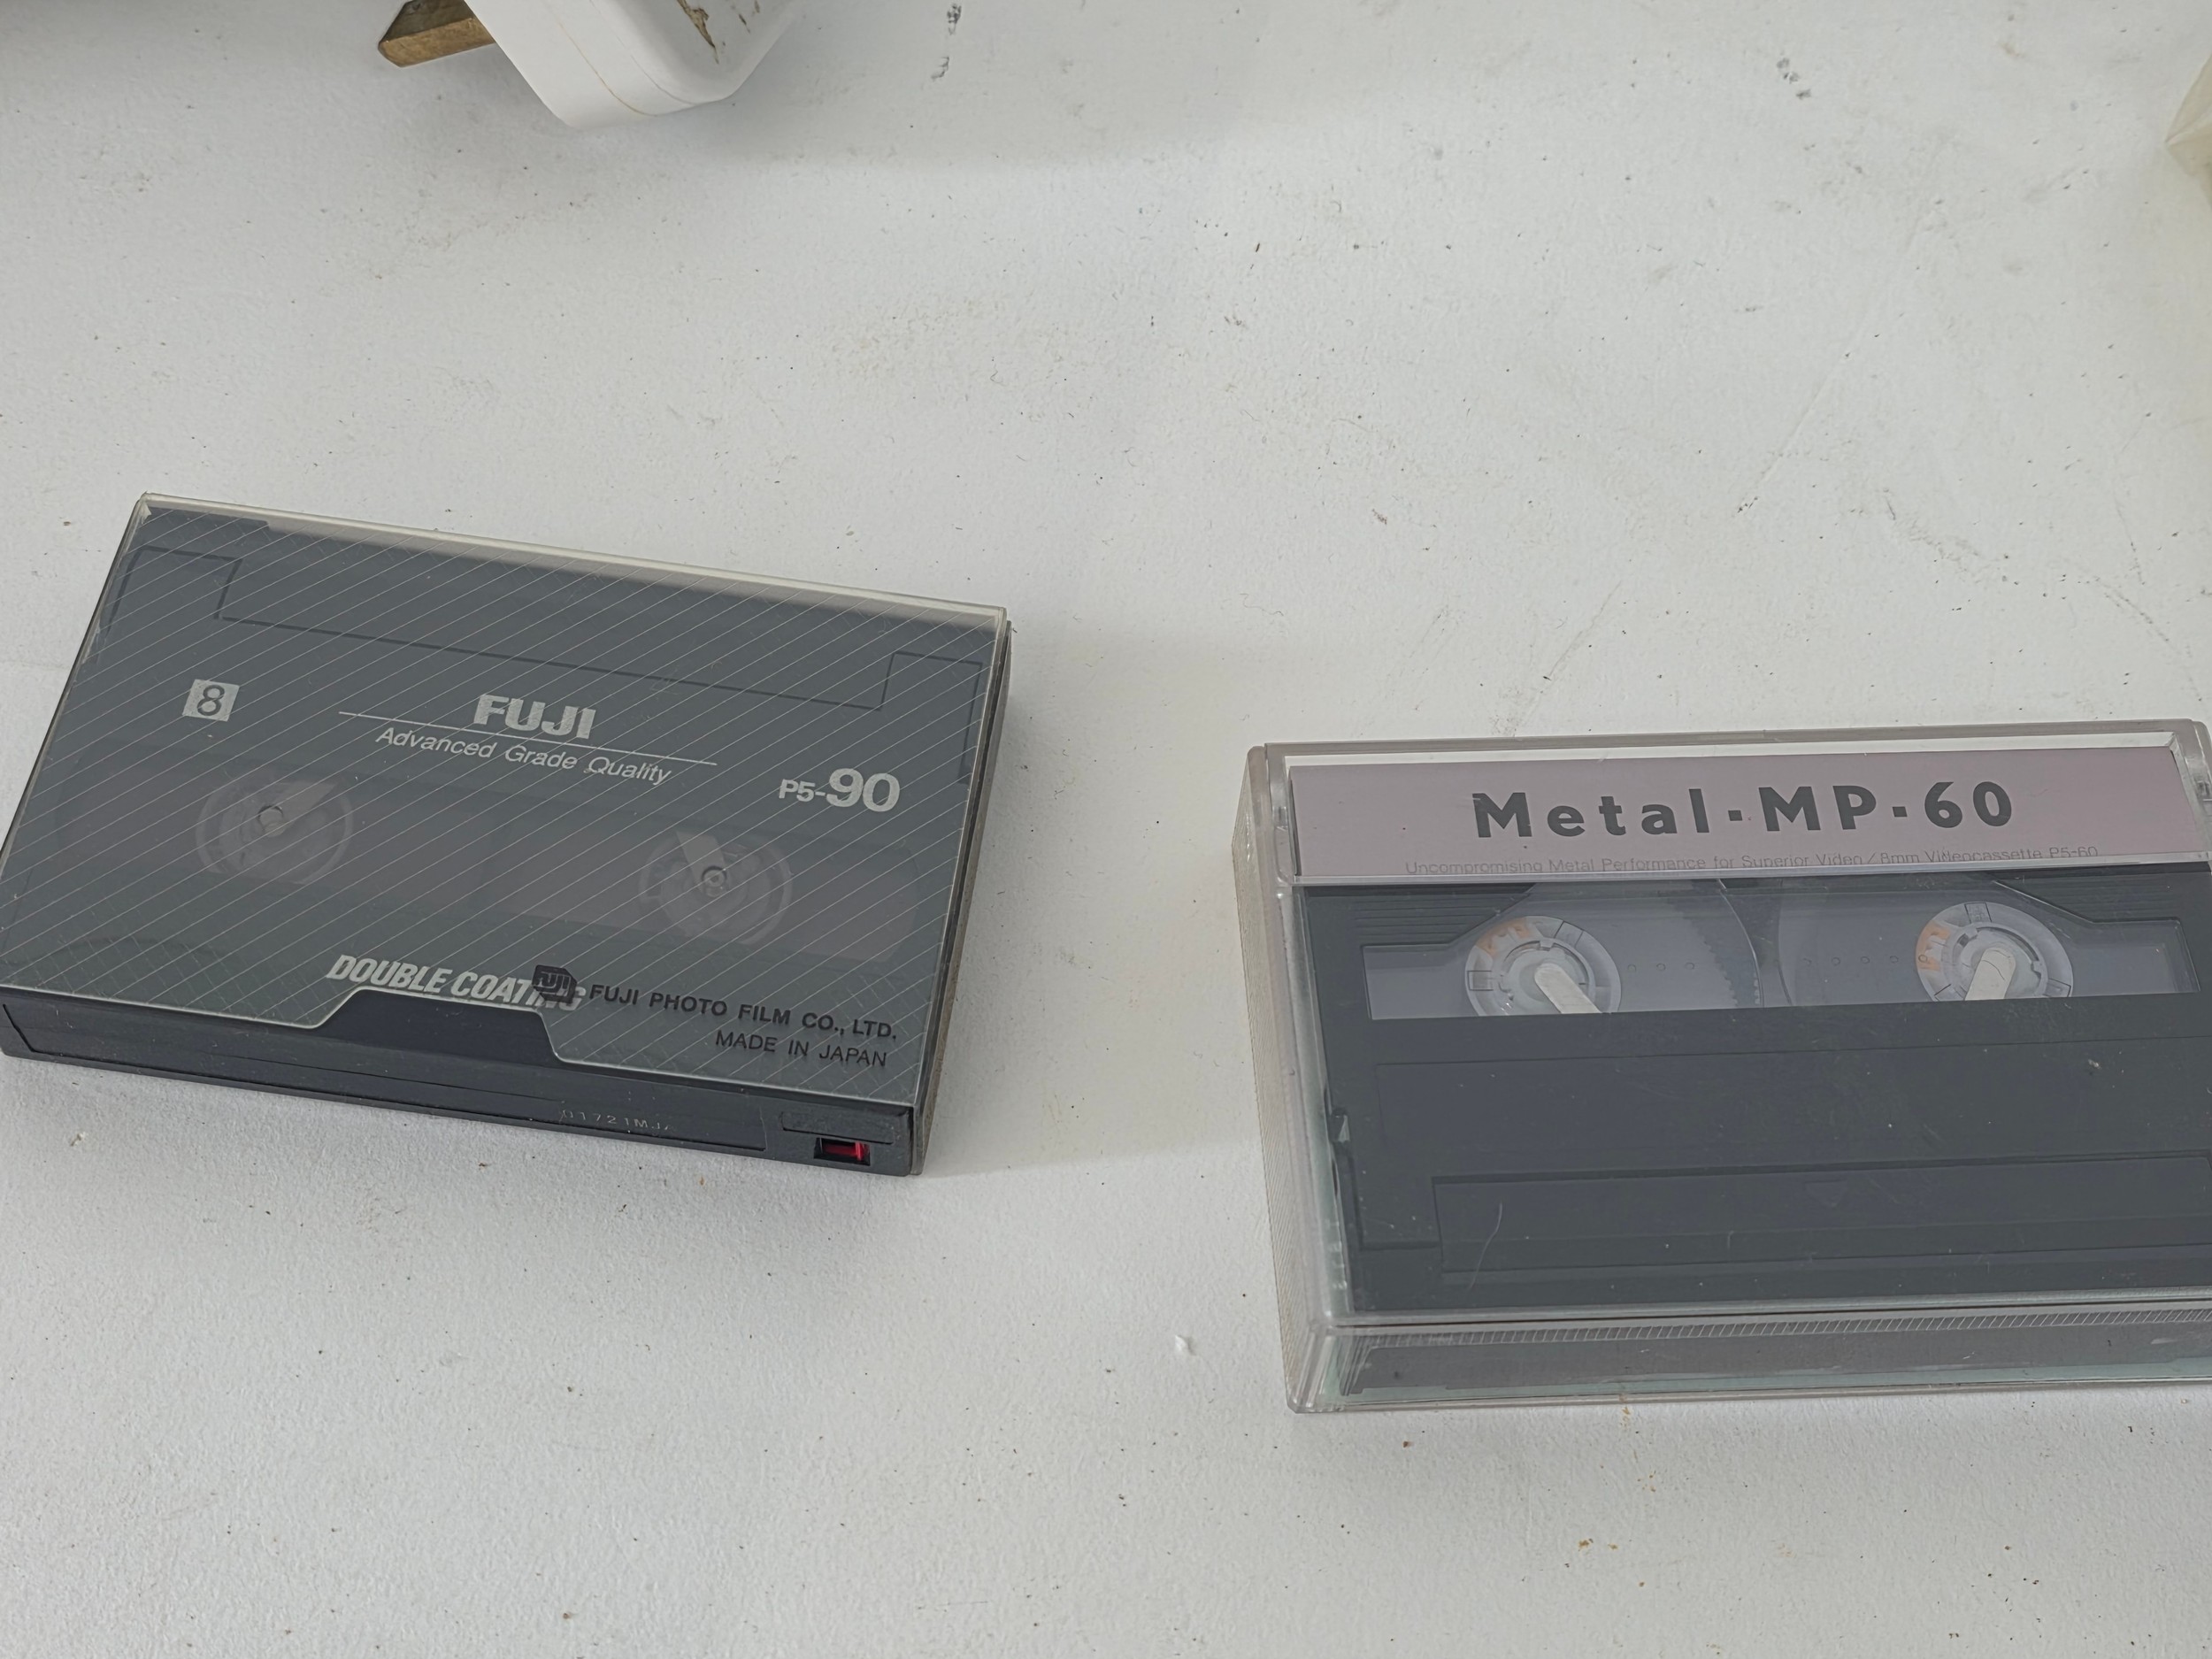 8
FUJI
Advanced Grade Quality
P5-90
DOUBLE COATING
FUJI FUJI PHOTO FILM CO., LTD.
MADE IN JAPAN
Metal·MP·60
Uncompromising Metal Performance for Superior Video / 8mm Videocassette P5-60